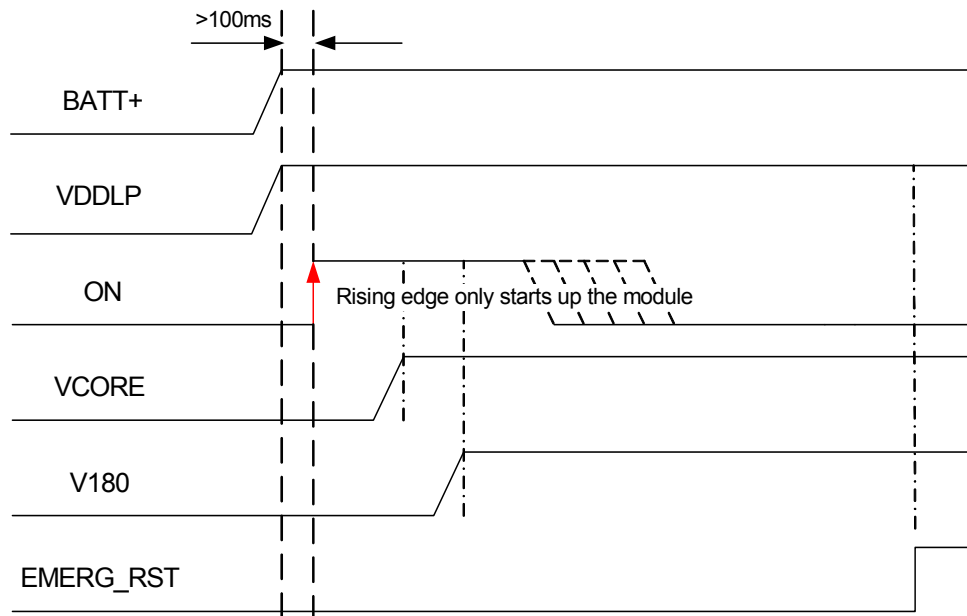 >100ms
BATT+
VDDLP
ON
Rising edge only starts up the module
VCORE
V180
EMERG_RST